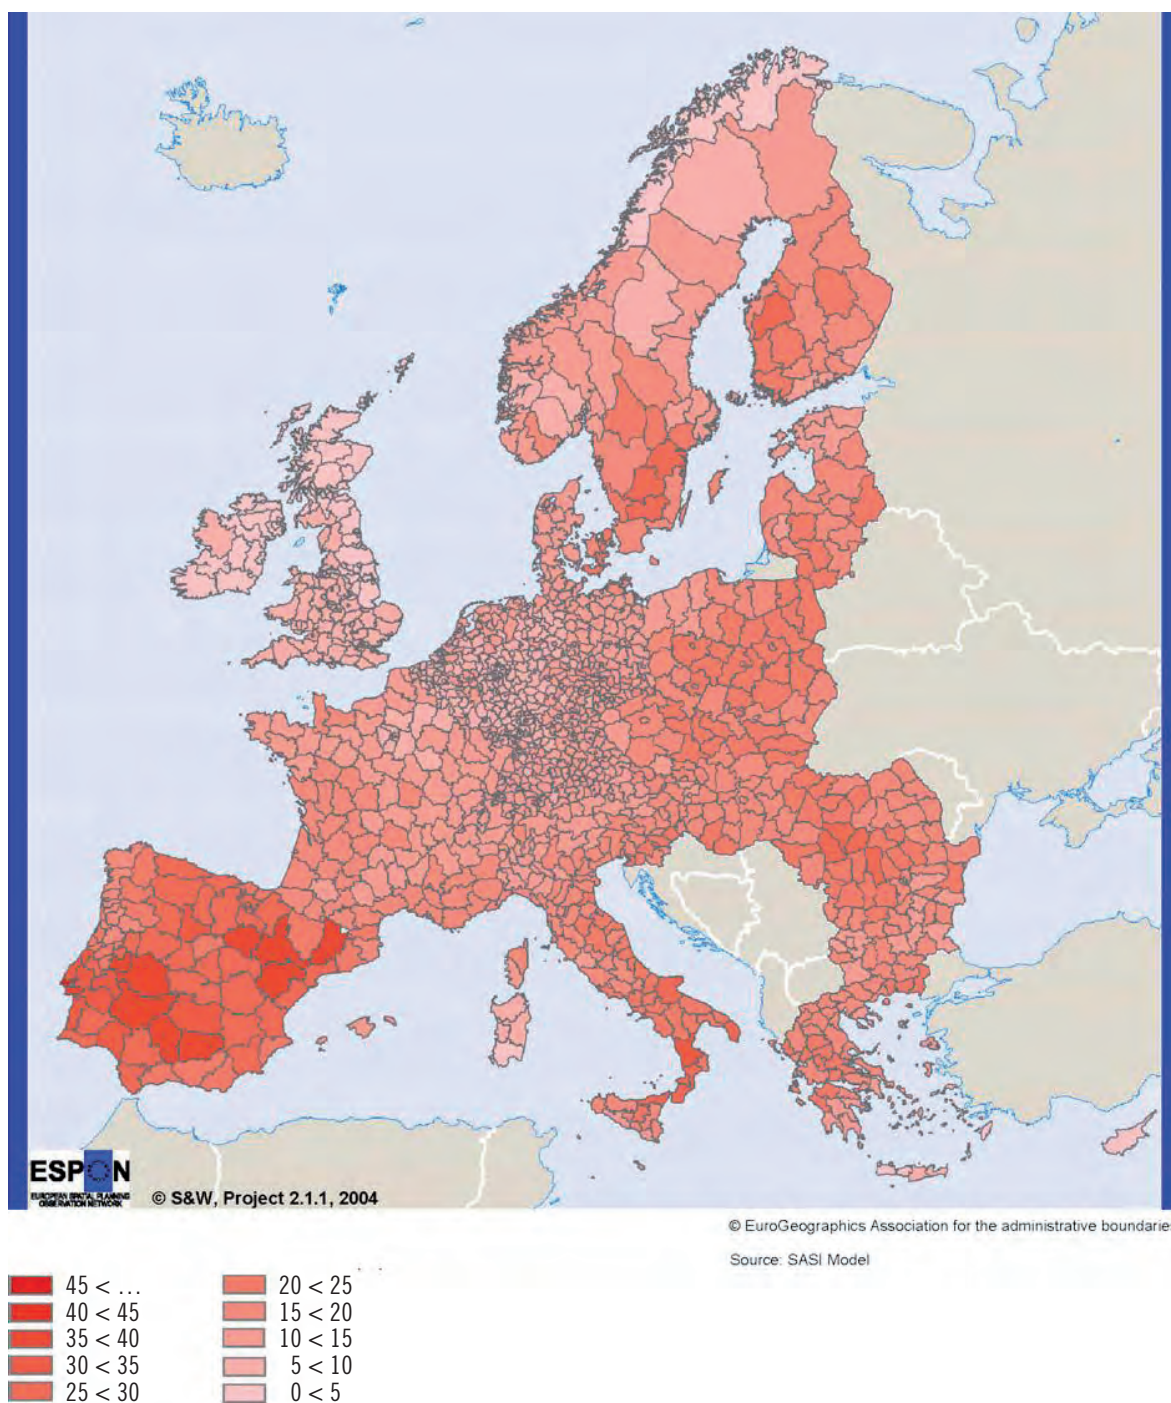 ESPON
EUROPEAN SPATIAL PLANNING
OBSERVATION NETWORK
© S&W, Project 2.1.1, 2004
© EuroGeographics Association for the administrative boundarie
Source: SASI Model
45 < ...
40 < 45
35 < 40
30 < 35
25 < 30
20 < 25
15 < 20
10 < 15
5 < 10
0 < 5